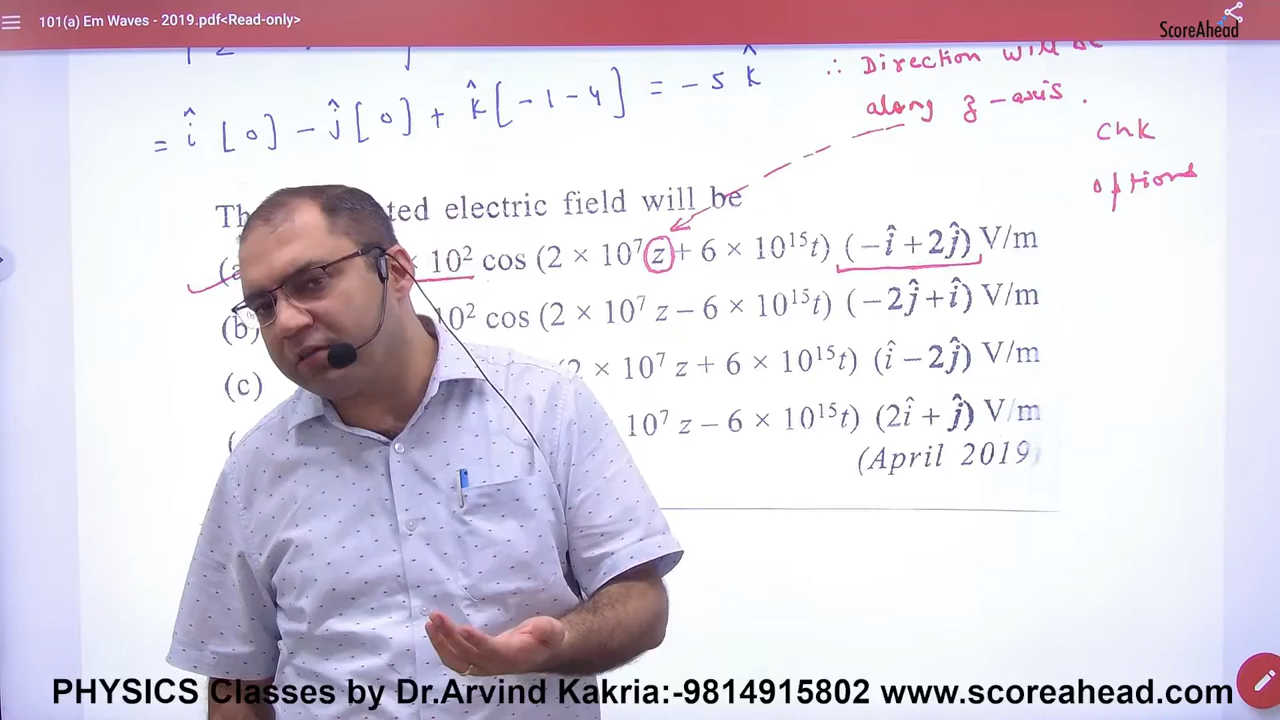 101(a) Em Waves - 2019.pdf<Read-only>
ScoreAhead
∴ Direction will be
along z-axis.
= î [0] - ĵ [0] + k̂ [-1-4] = -5 k̂
Chk
options
electric field will be
× 10² cos (2 × 10⁷ z + 6 × 10¹⁵t) (-î + 2ĵ) V/m
(b) 10² cos (2 × 10⁷ z - 6 × 10¹⁵t) (-2ĵ + î) V/m
(c) × 10⁷ z + 6 × 10¹⁵t) (î - 2ĵ) V/m
10⁷ z - 6 × 10¹⁵t) (2î + ĵ) V/m
(April 2019)
PHYSICS Classes by Dr.Arvind Kakria:-9814915802 www.scoreahead.com